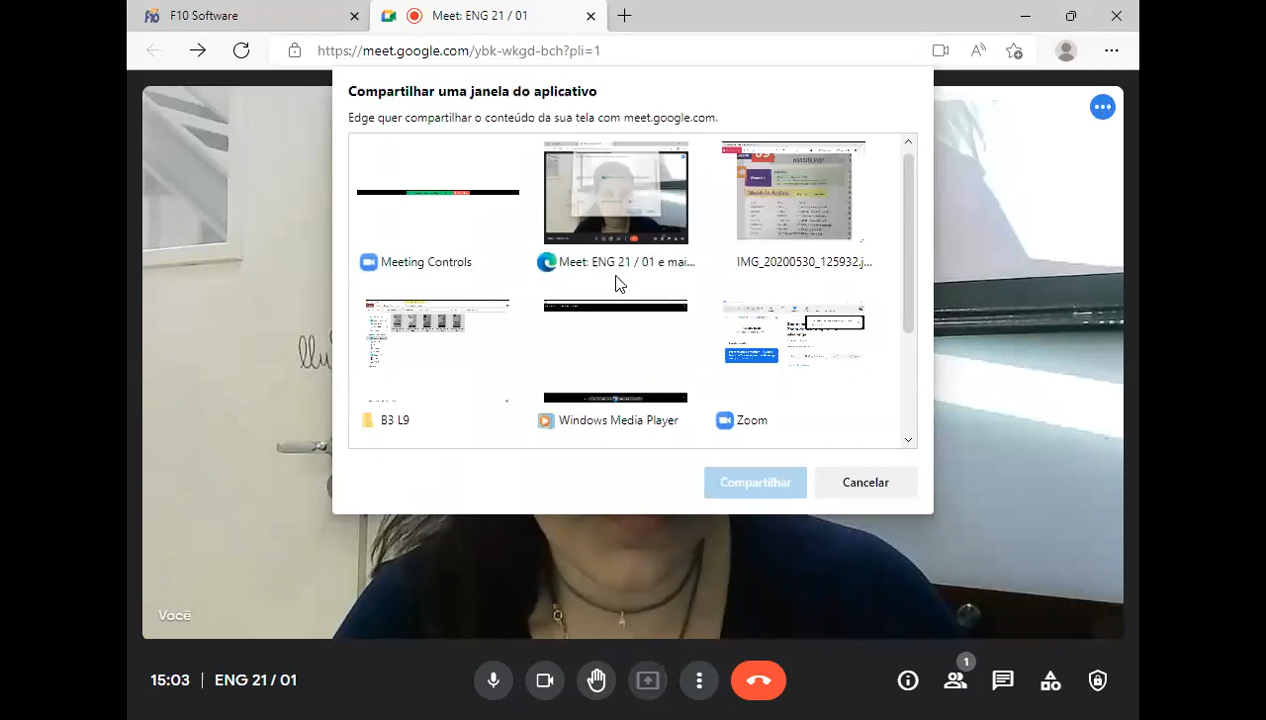 F10 Software
Meet: ENG 21 / 01
https://meet.google.com/ybk-wkgd-bch?pli=1
Compartilhar uma janela do aplicativo
Edge quer compartilhar o conteúdo da sua tela com meet.google.com.
Meeting Controls
Meet: ENG 21 / 01 e mai...
IMG_20200530_125932.j...
B3 L9
Windows Media Player
Zoom
Compartilhar
Cancelar
Você
15:03 | ENG 21 / 01
1